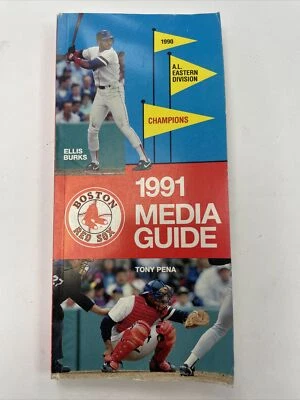 1990
A.L.
EASTERN
DIVISION
CHAMPIONS
ELLIS
BURKS
BOSTON
RED SOX
1991
MEDIA
GUIDE
TONY PENA